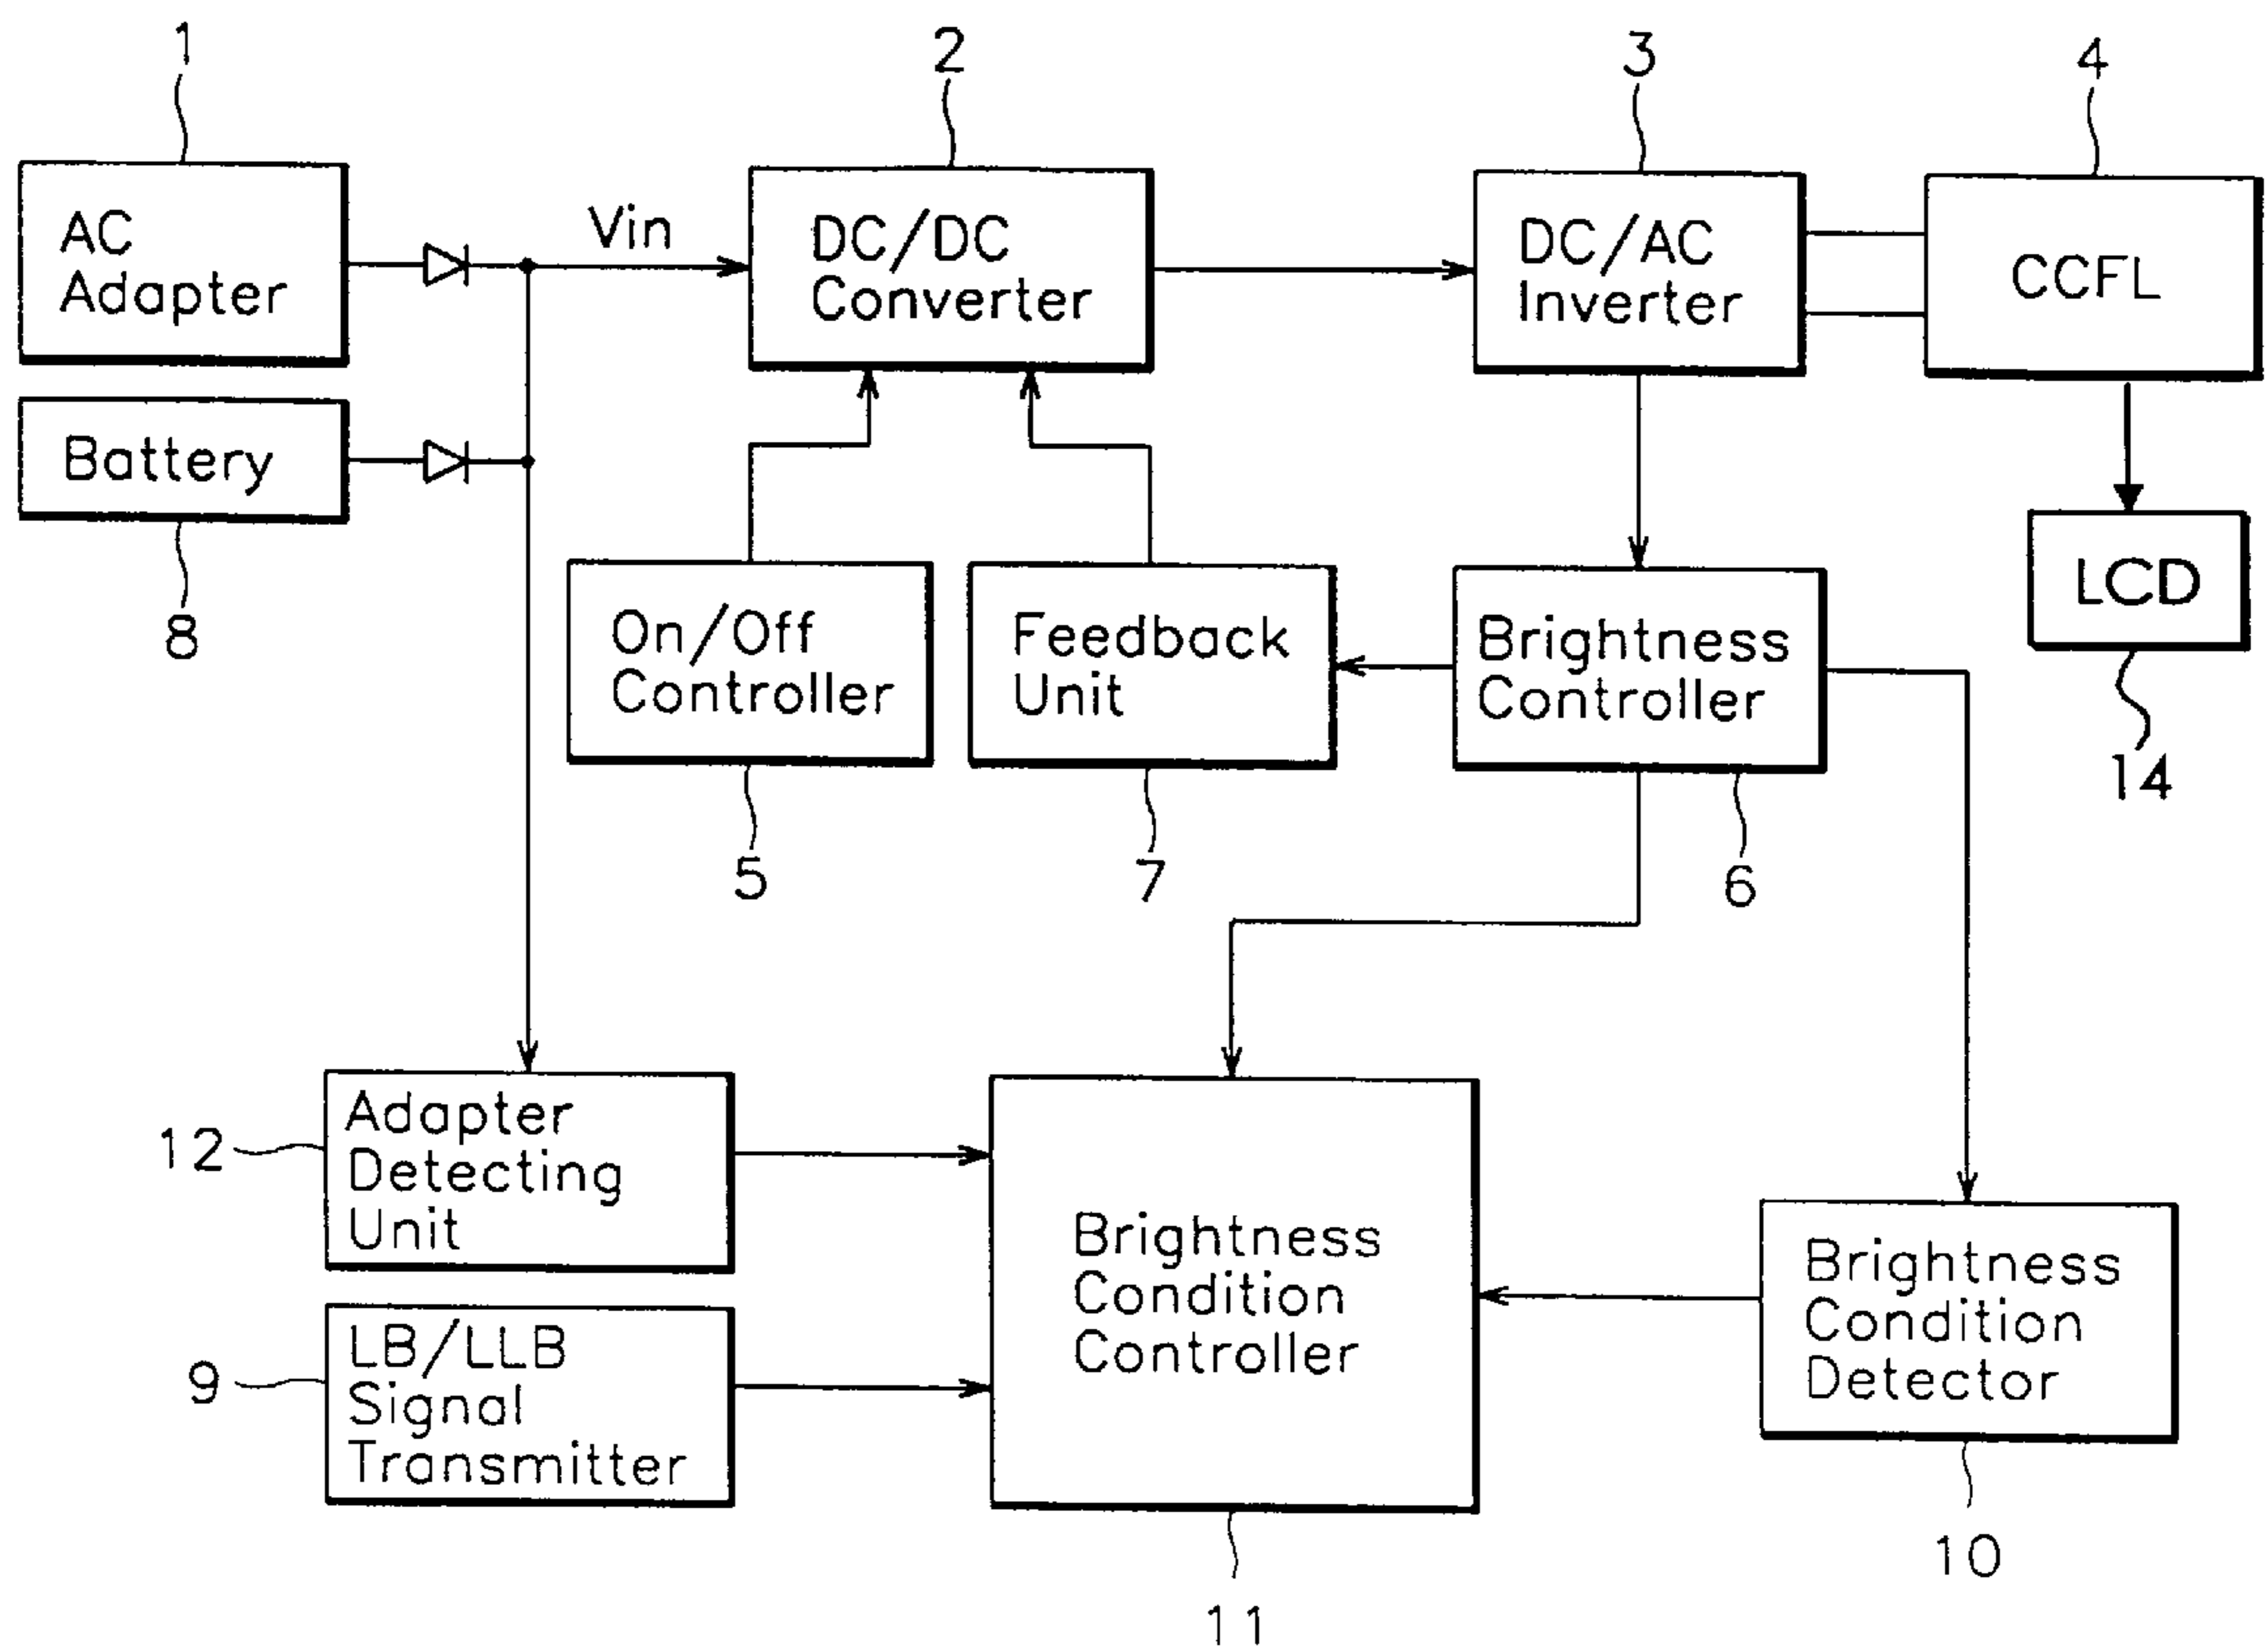 1
2
3
4
AC
Adapter
Vin
DC/DC
Converter
DC/AC
Inverter
CCFL
Battery
8
On/Off
Controller
Feedback
Unit
Brightness
Controller
LCD
5
7
6
14
12
Adapter
Detecting
Unit
9
LB/LLB
Signal
Transmitter
Brightness
Condition
Controller
Brightness
Condition
Detector
10
11